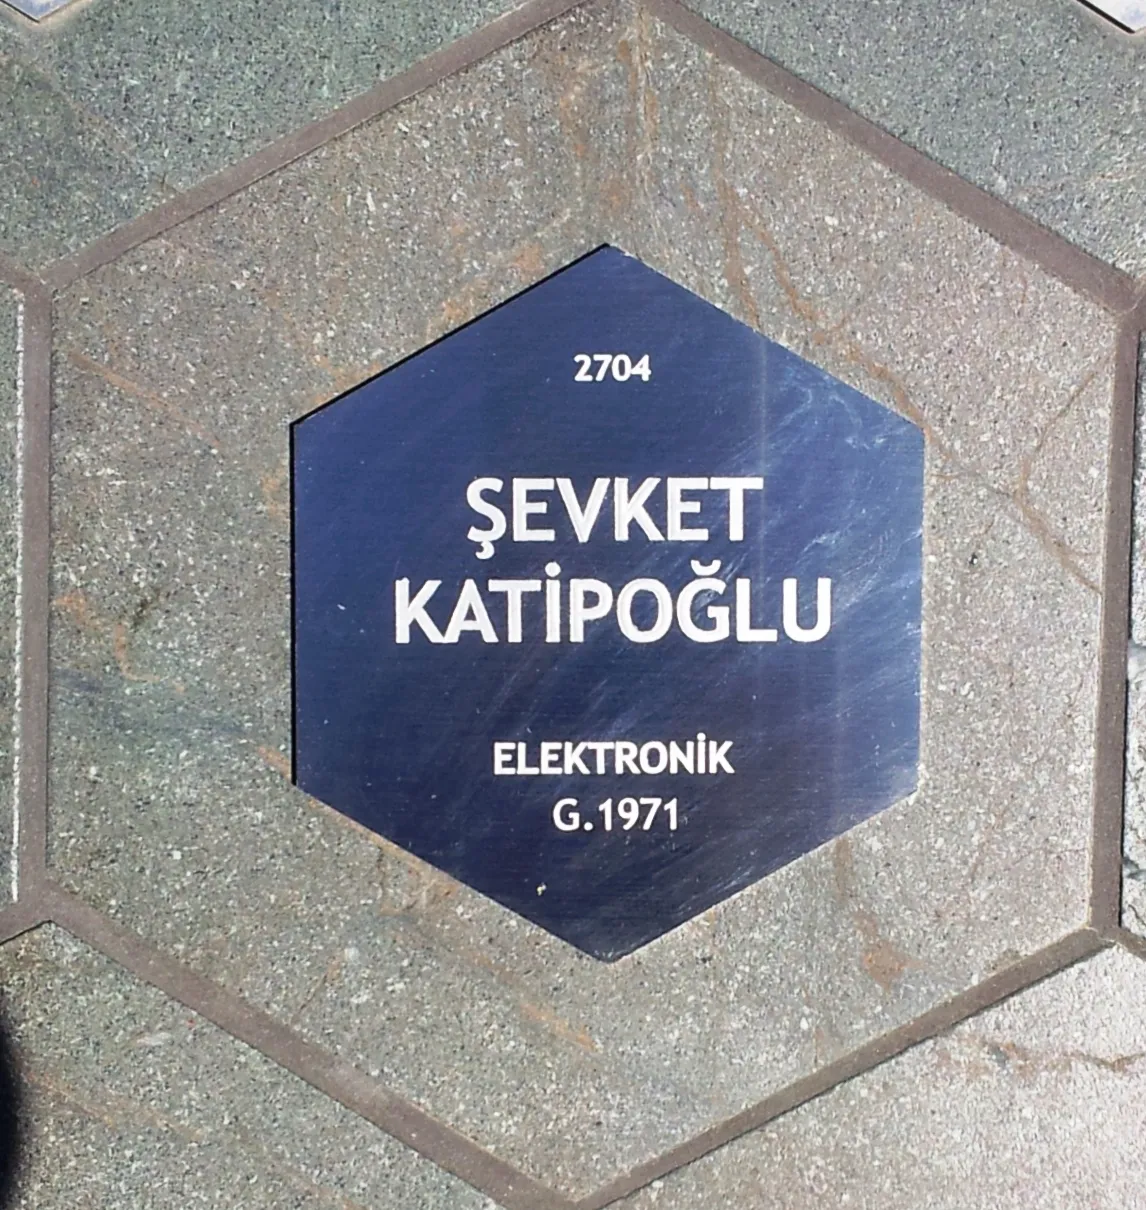 2704
ŞEVKET
KATİPOĞLU
ELEKTRONİK
G.1971